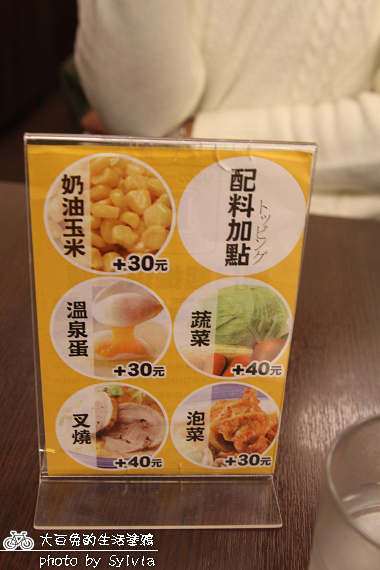 奶油玉米
+30元
配料加點
トッピング
溫泉蛋
+30元
蔬菜
+40元
叉燒
+40元
泡菜
+30元
大百兔的生活塗鴉
photo by Sylvia